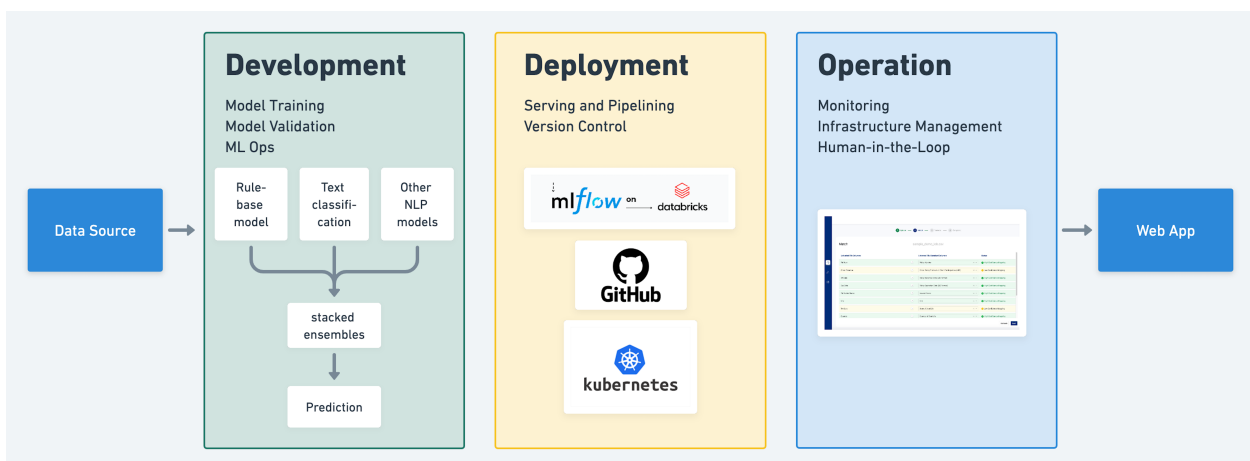 Development
Model Training
Model Validation
ML Ops
Rule-
base
model
Text
classifi-
cation
Other
NLP
models
stacked
ensembles
Prediction
Deployment
Serving and Pipelining
Version Control
mlflow on databricks
GitHub
kubernetes
Operation
Monitoring
Infrastructure Management
Human-in-the-Loop
Data Source
Web App